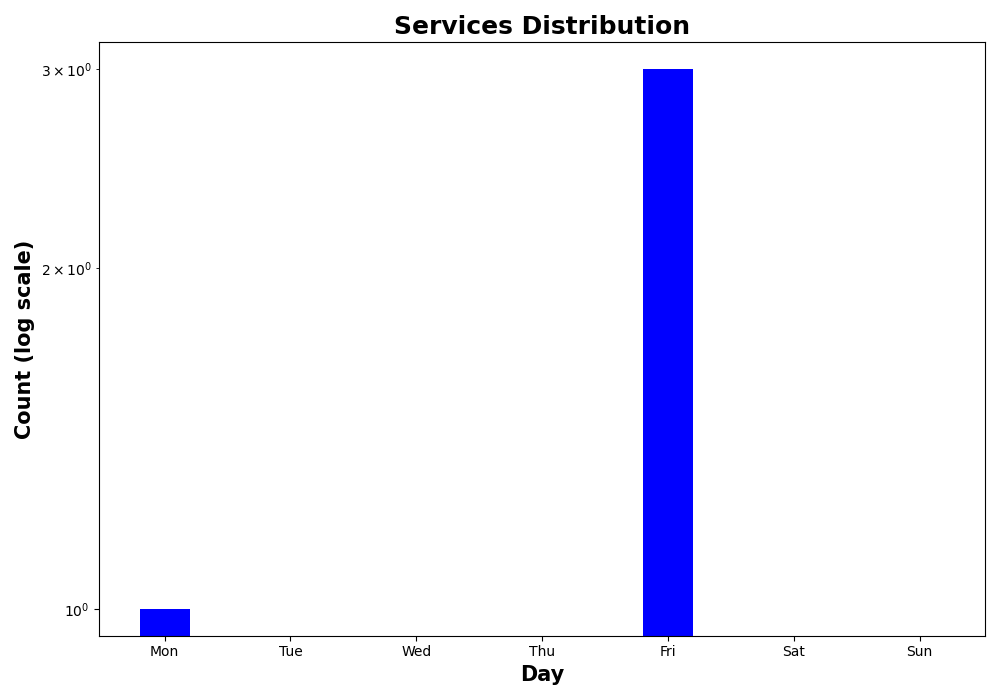 Services Distribution
3 × 10⁰
2 × 10⁰
10⁰
Count (log scale)
Mon Tue Wed Thu Fri Sat Sun
Day